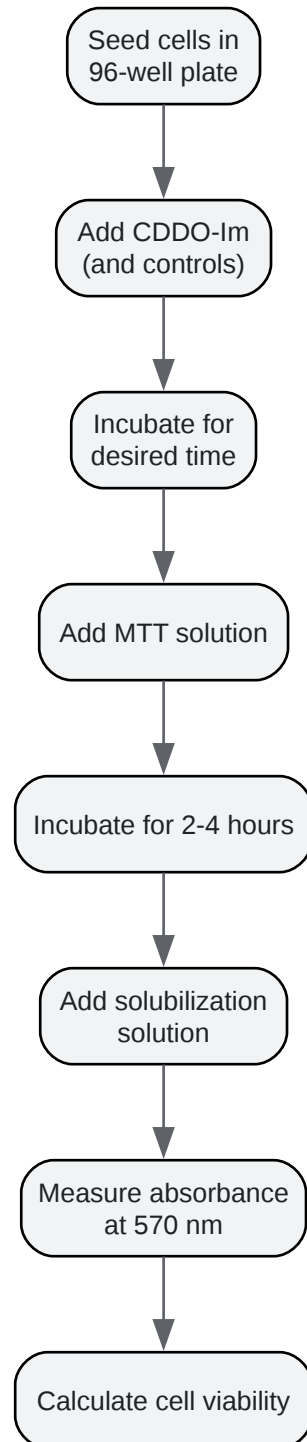 Seed cells in
96-well plate
Add CDDO-Im
(and controls)
Incubate for
desired time
Add MTT solution
Incubate for 2-4 hours
Add solubilization
solution
Measure absorbance
at 570 nm
Calculate cell viability